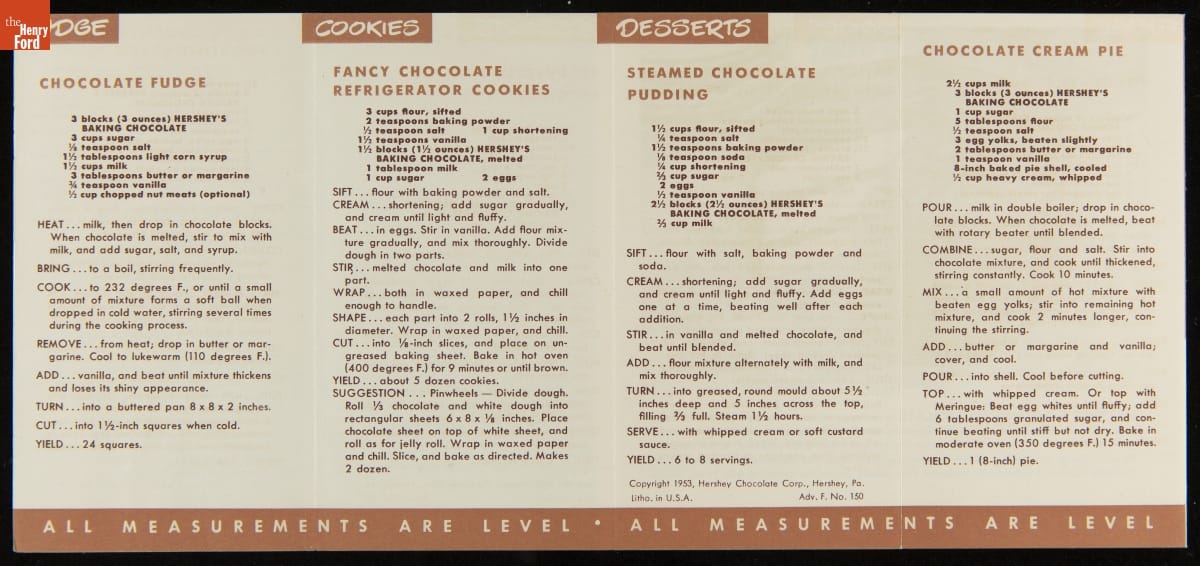 the
Henry
Ford
DGE
CHOCOLATE FUDGE
3 blocks (3 ounces) HERSHEY'S
BAKING CHOCOLATE
3 cups sugar
⅛ teaspoon salt
1½ tablespoons light corn syrup
1½ cups milk
3 tablespoons butter or margarine
¾ teaspoon vanilla
½ cup chopped nut meats (optional)
HEAT...milk, then drop in chocolate blocks.
When chocolate is melted, stir to mix with
milk, and add sugar, salt, and syrup.
BRING...to a boil, stirring frequently.
COOK...to 232 degrees F., or until a small
amount of mixture forms a soft ball when
dropped in cold water, stirring several times
during the cooking process.
REMOVE...from heat; drop in butter or mar-
garine. Cool to lukewarm (110 degrees F.).
ADD...vanilla, and beat until mixture thickens
and loses its shiny appearance.
TURN...into a buttered pan 8 x 8 x 2 inches.
CUT...into 1½-inch squares when cold.
YIELD...24 squares.
COOKIES
FANCY CHOCOLATE
REFRIGERATOR COOKIES
3 cups flour, sifted
2 teaspoons baking powder
½ teaspoon salt 1 cup shortening
1½ teaspoons vanilla
1½ blocks (1½ ounces) HERSHEY'S
BAKING CHOCOLATE, melted
1 tablespoon milk
1 cup sugar 2 eggs
SIFT...flour with baking powder and salt.
CREAM...shortening; add sugar gradually,
and cream until light and fluffy.
BEAT...in eggs. Stir in vanilla. Add flour mix-
ture gradually, and mix thoroughly. Divide
dough in two parts.
STIR...melted chocolate and milk into one
part.
WRAP...both in waxed paper, and chill
enough to handle.
SHAPE...each part into 2 rolls, 1½ inches in
diameter. Wrap in waxed paper, and chill.
CUT...into ⅛-inch slices, and place on un-
greased baking sheet. Bake in hot oven
(400 degrees F.) for 9 minutes or until brown.
YIELD...about 5 dozen cookies.
SUGGESTION ... Pinwheels — Divide dough.
Roll ⅓ chocolate and white dough into
rectangular sheets 6 x 8 x ⅛ inches. Place
chocolate sheet on top of white sheet, and
roll as for jelly roll. Wrap in waxed paper
and chill. Slice, and bake as directed. Makes
2 dozen.
DESSERTS
STEAMED CHOCOLATE
PUDDING
1½ cups flour, sifted
¼ teaspoon salt
1½ teaspoons baking powder
⅛ teaspoon soda
¼ cup shortening
⅔ cup sugar
2 eggs
½ teaspoon vanilla
2½ blocks (2½ ounces) HERSHEY'S
BAKING CHOCOLATE, melted
⅔ cup milk
SIFT...flour with salt, baking powder and
soda.
CREAM...shortening; add sugar gradually,
and cream until light and fluffy. Add eggs
one at a time, beating well after each
addition.
STIR...in vanilla and melted chocolate, and
beat until blended.
ADD...flour mixture alternately with milk, and
mix thoroughly.
TURN...into greased, round mould about 5½
inches deep and 5 inches across the top,
filling ⅔ full. Steam 1½ hours.
SERVE...with whipped cream or soft custard
sauce.
YIELD...6 to 8 servings.
Copyright 1953, Hershey Chocolate Corp., Hershey, Pa.
Litho. in U.S.A. Adv. F. No. 150
CHOCOLATE CREAM PIE
2½ cups milk
3 blocks (3 ounces) HERSHEY'S
BAKING CHOCOLATE
1 cup sugar
5 tablespoons flour
½ teaspoon salt
3 egg yolks, beaten slightly
2 tablespoons butter or margarine
1 teaspoon vanilla
8-inch baked pie shell, cooled
½ cup heavy cream, whipped
POUR...milk in double boiler; drop in choco-
late blocks. When chocolate is melted, beat
with rotary beater until blended.
COMBINE...sugar, flour and salt. Stir into
chocolate mixture, and cook until thickened,
stirring constantly. Cook 10 minutes.
MIX...a small amount of hot mixture with
beaten egg yolks; stir into remaining hot
mixture, and cook 2 minutes longer, con-
tinuing the stirring.
ADD...butter or margarine and vanilla;
cover, and cool.
POUR...into shell. Cool before cutting.
TOP...with whipped cream. Or top with
Meringue: Beat egg whites until fluffy; add
6 tablespoons granulated sugar, and con-
tinue beating until stiff but not dry. Bake in
moderate oven (350 degrees F.) 15 minutes.
YIELD...1 (8-inch) pie.
ALL MEASUREMENTS ARE LEVEL • ALL MEASUREMENTS ARE LEVEL